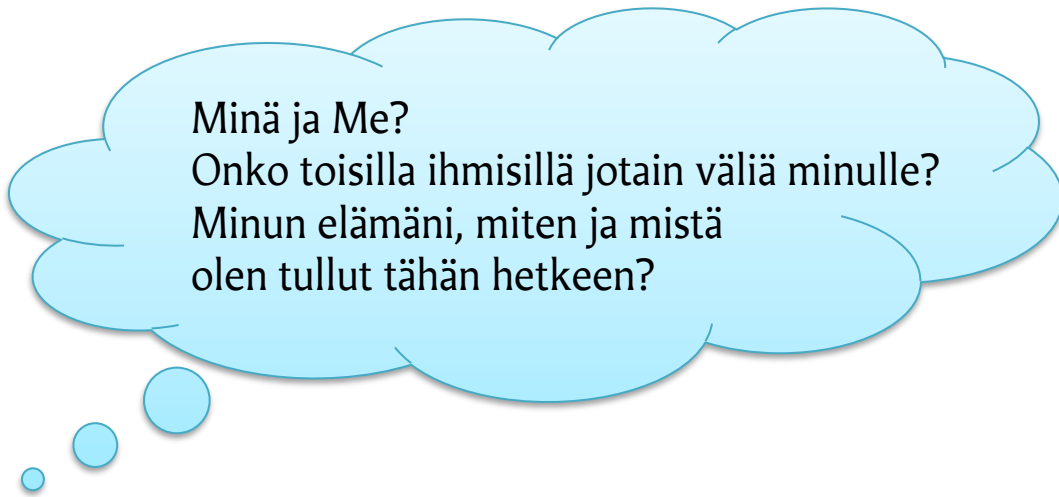 Minä ja Me?
Onko toisilla ihmisillä jotain väliä minulle?
Minun elämäni, miten ja mistä
olen tullut tähän hetkeen?